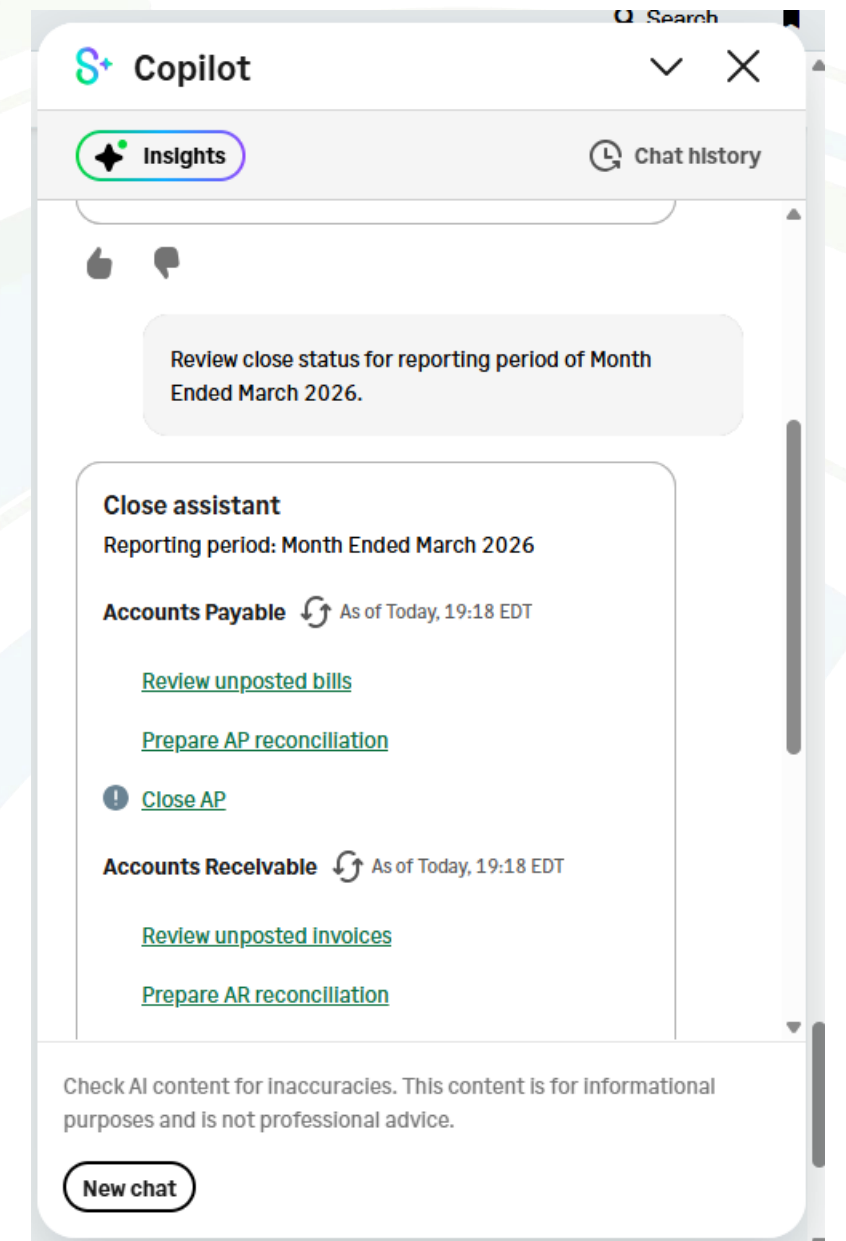 Search
Copilot
Insights
Chat history
Review close status for reporting period of Month
Ended March 2026.
Close assistant
Reporting period: Month Ended March 2026
Accounts Payable As of Today, 19:18 EDT
Review unposted bills
Prepare AP reconciliation
Close AP
Accounts Receivable As of Today, 19:18 EDT
Review unposted invoices
Prepare AR reconciliation
Check AI content for inaccuracies. This content is for informational
purposes and is not professional advice.
New chat